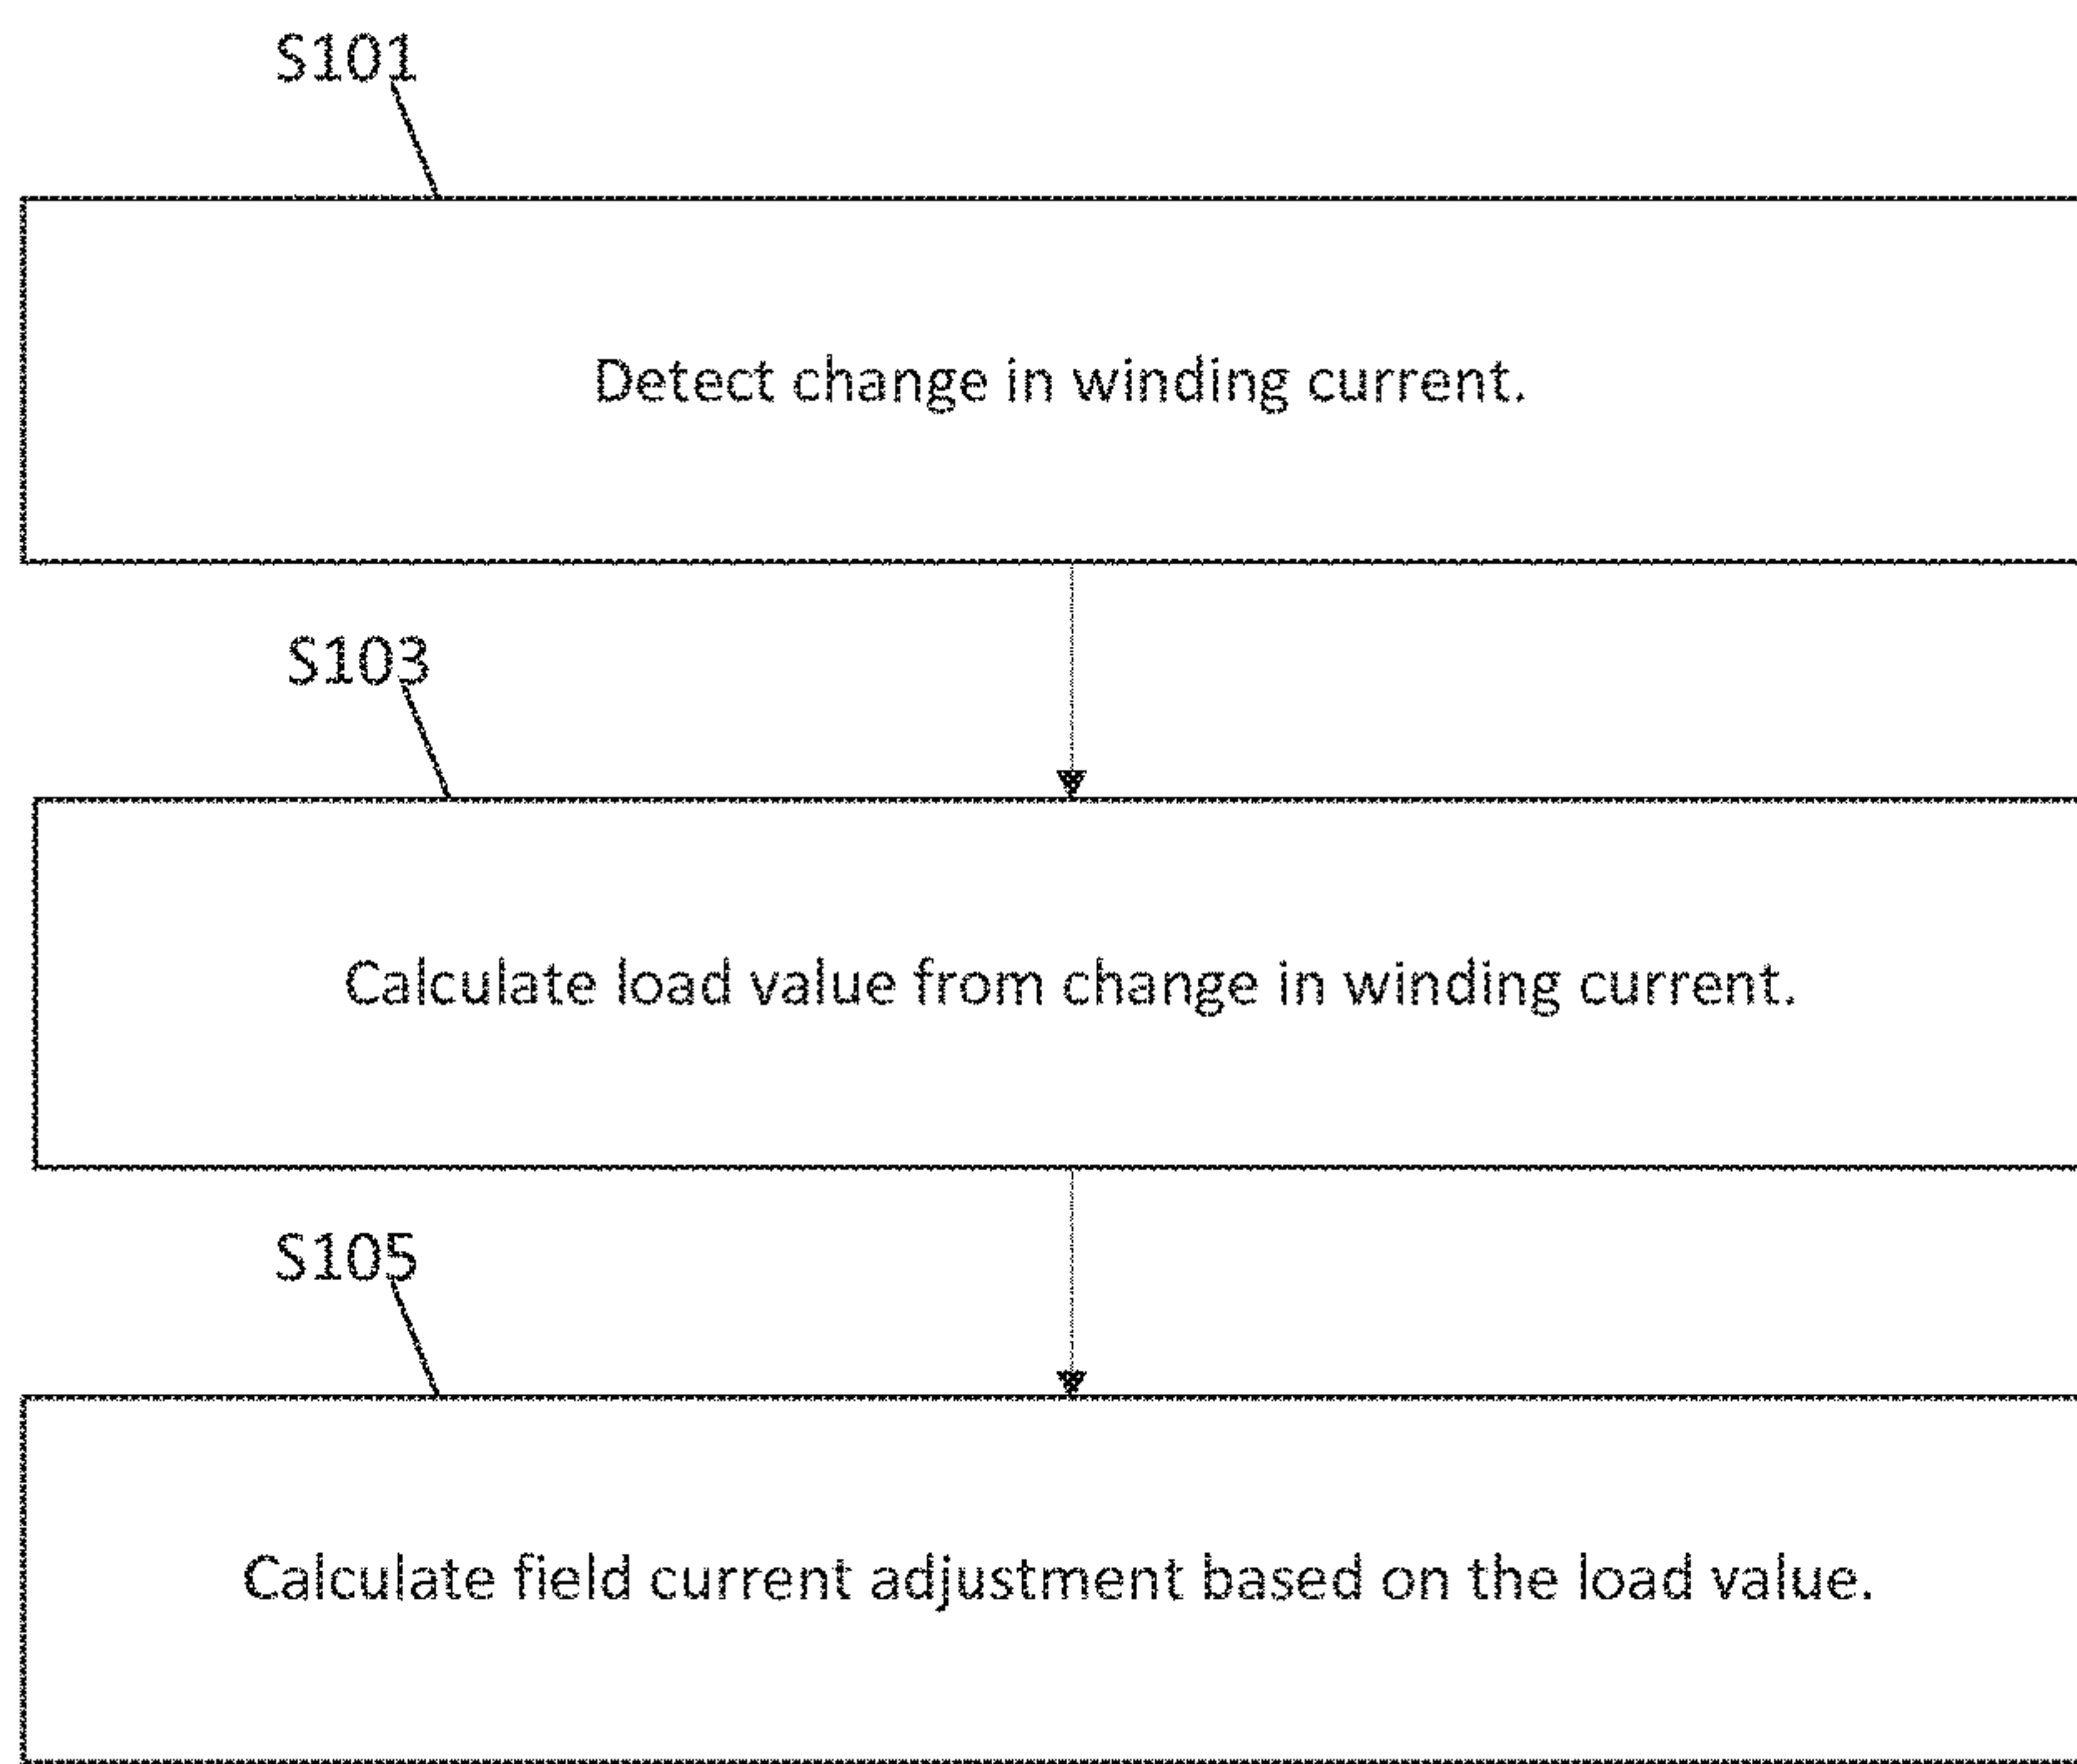 S101
Detect change in winding current.
S103
Calculate load value from change in winding current.
S105
Calculate field current adjustment based on the load value.